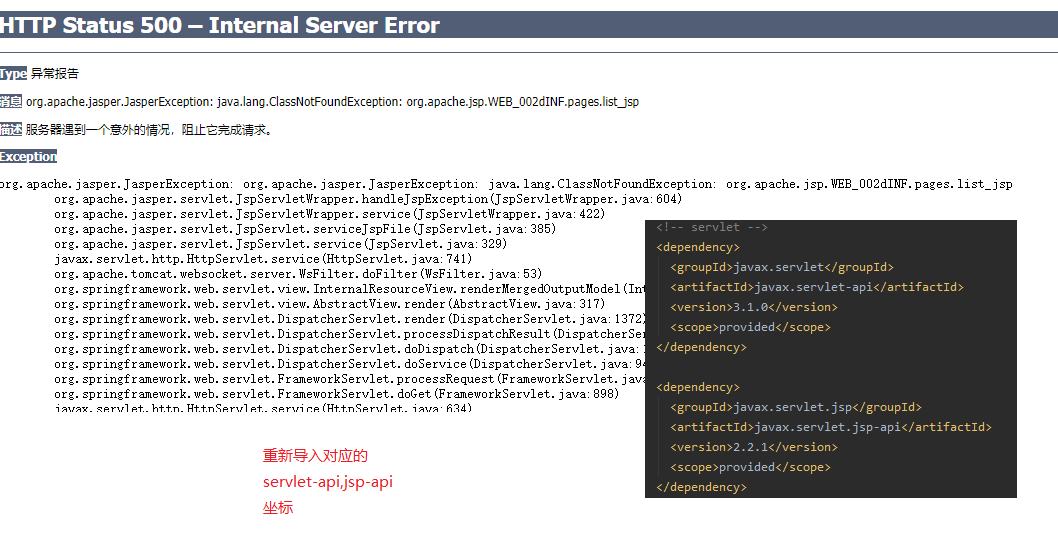 HTTP Status 500 – Internal Server Error
Type 异常报告
消息 org.apache.jasper.JasperException: java.lang.ClassNotFoundException: org.apache.jsp.WEB_002dINF.pages.list_jsp
描述 服务器遇到一个意外的情况，阻止它完成请求。
Exception
org.apache.jasper.JasperException: org.apache.jasper.JasperException: java.lang.ClassNotFoundException: org.apache.jsp.WEB_002dINF.pages.list_jsp
org.apache.jasper.servlet.JspServletWrapper.handleJspException(JspServletWrapper.java:604)
org.apache.jasper.servlet.JspServletWrapper.service(JspServletWrapper.java:422)
org.apache.jasper.servlet.JspServlet.serviceJspFile(JspServlet.java:385)
org.apache.jasper.servlet.JspServlet.service(JspServlet.java:329)
javax.servlet.http.HttpServlet.service(HttpServlet.java:741)
org.apache.tomcat.websocket.server.WsFilter.doFilter(WsFilter.java:53)
org.springframework.web.servlet.view.InternalResourceView.renderMergedOutputModel(Int
org.springframework.web.servlet.view.AbstractView.render(AbstractView.java:317)
org.springframework.web.servlet.DispatcherServlet.render(DispatcherServlet.java:1372)
org.springframework.web.servlet.DispatcherServlet.processDispatchResult(DispatcherSer
org.springframework.web.servlet.DispatcherServlet.doDispatch(DispatcherServlet.java:
org.springframework.web.servlet.DispatcherServlet.doService(DispatcherServlet.java:94
org.springframework.web.servlet.FrameworkServlet.processRequest(FrameworkServlet.java
org.springframework.web.servlet.FrameworkServlet.doGet(FrameworkServlet.java:898)
javax.servlet.http.HttpServlet.service(HttpServlet.java:634)
<!-- servlet -->
<dependency>
<groupId>javax.servlet</groupId>
<artifactId>javax.servlet-api</artifactId>
<version>3.1.0</version>
<scope>provided</scope>
</dependency>
<dependency>
<groupId>javax.servlet.jsp</groupId>
<artifactId>javax.servlet.jsp-api</artifactId>
<version>2.2.1</version>
<scope>provided</scope>
</dependency>
重新导入对应的
servlet-api,jsp-api
坐标